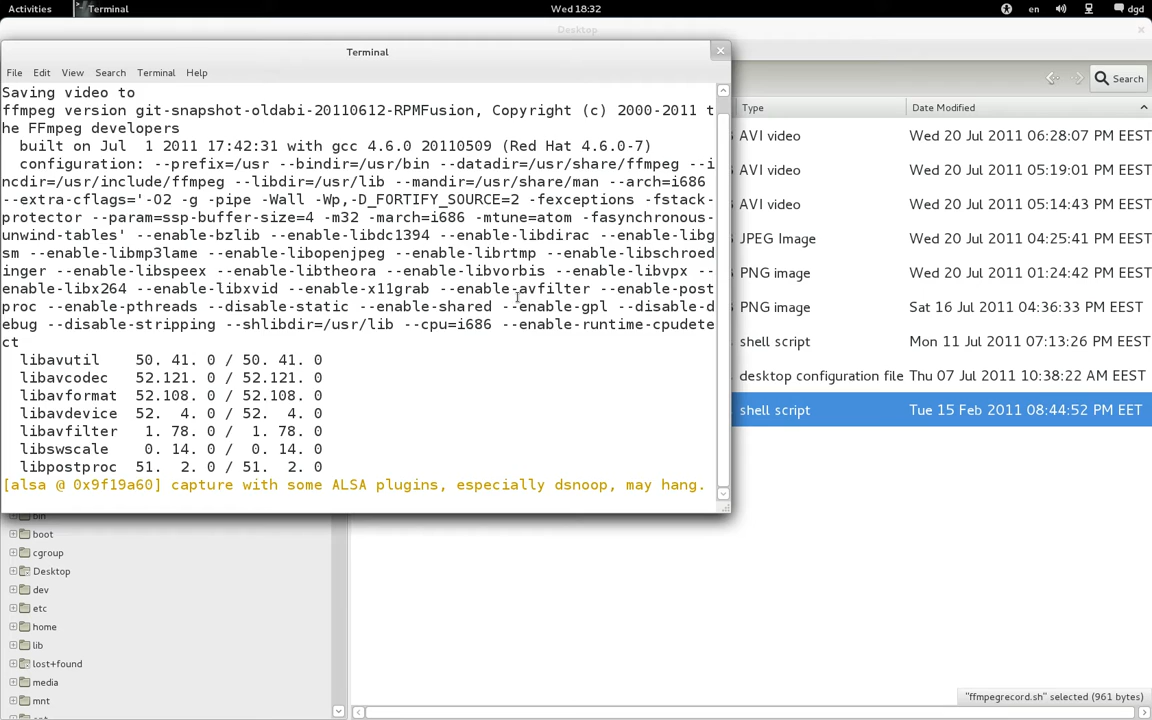 Activities
Terminal
Wed 18:32
en
dgd
Desktop
Terminal
File Edit View Search Terminal Help
Saving video to
ffmpeg version git-snapshot-oldabi-20110612-RPMFusion, Copyright (c) 2000-2011 t
he FFmpeg developers
built on Jul  1 2011 17:42:31 with gcc 4.6.0 20110509 (Red Hat 4.6.0-7)
configuration: --prefix=/usr --bindir=/usr/bin --datadir=/usr/share/ffmpeg --i
ncdir=/usr/include/ffmpeg --libdir=/usr/lib --mandir=/usr/share/man --arch=i686
--extra-cflags='-O2 -g -pipe -Wall -Wp,-D_FORTIFY_SOURCE=2 -fexceptions -fstack-
protector --param=ssp-buffer-size=4 -m32 -march=i686 -mtune=atom -fasynchronous-
unwind-tables' --enable-bzlib --enable-libdc1394 --enable-libdirac --enable-libg
sm --enable-libmp3lame --enable-libopenjpeg --enable-librtmp --enable-libschroed
inger --enable-libspeex --enable-libtheora --enable-libvorbis --enable-libvpx --
enable-libx264 --enable-libxvid --enable-x11grab --enable-avfilter --enable-post
proc --enable-pthreads --disable-static --enable-shared --enable-gpl --disable-d
ebug --disable-stripping --shlibdir=/usr/lib --cpu=i686 --enable-runtime-cpudete
ct
libavutil    50. 41. 0 / 50. 41. 0
libavcodec   52.121. 0 / 52.121. 0
libavformat  52.108. 0 / 52.108. 0
libavdevice  52.  4. 0 / 52.  4. 0
libavfilter   1. 78. 0 /  1. 78. 0
libswscale    0. 14. 0 /  0. 14. 0
libpostproc  51.  2. 0 / 51.  2. 0
[alsa @ 0x9f19a60] capture with some ALSA plugins, especially dsnoop, may hang.
Search
Type Date Modified
AVI video Wed 20 Jul 2011 06:28:07 PM EEST
AVI video Wed 20 Jul 2011 05:19:01 PM EEST
AVI video Wed 20 Jul 2011 05:14:43 PM EEST
JPEG Image Wed 20 Jul 2011 04:25:41 PM EEST
PNG image Wed 20 Jul 2011 01:24:42 PM EEST
PNG image Sat 16 Jul 2011 04:33:36 PM EEST
shell script Mon 11 Jul 2011 07:13:26 PM EEST
desktop configuration file Thu 07 Jul 2011 10:38:22 AM EEST
shell script Tue 15 Feb 2011 08:44:52 PM EET
bin
boot
cgroup
Desktop
dev
etc
home
lib
lost+found
media
mnt
"ffmpegrecord.sh" selected (961 bytes)